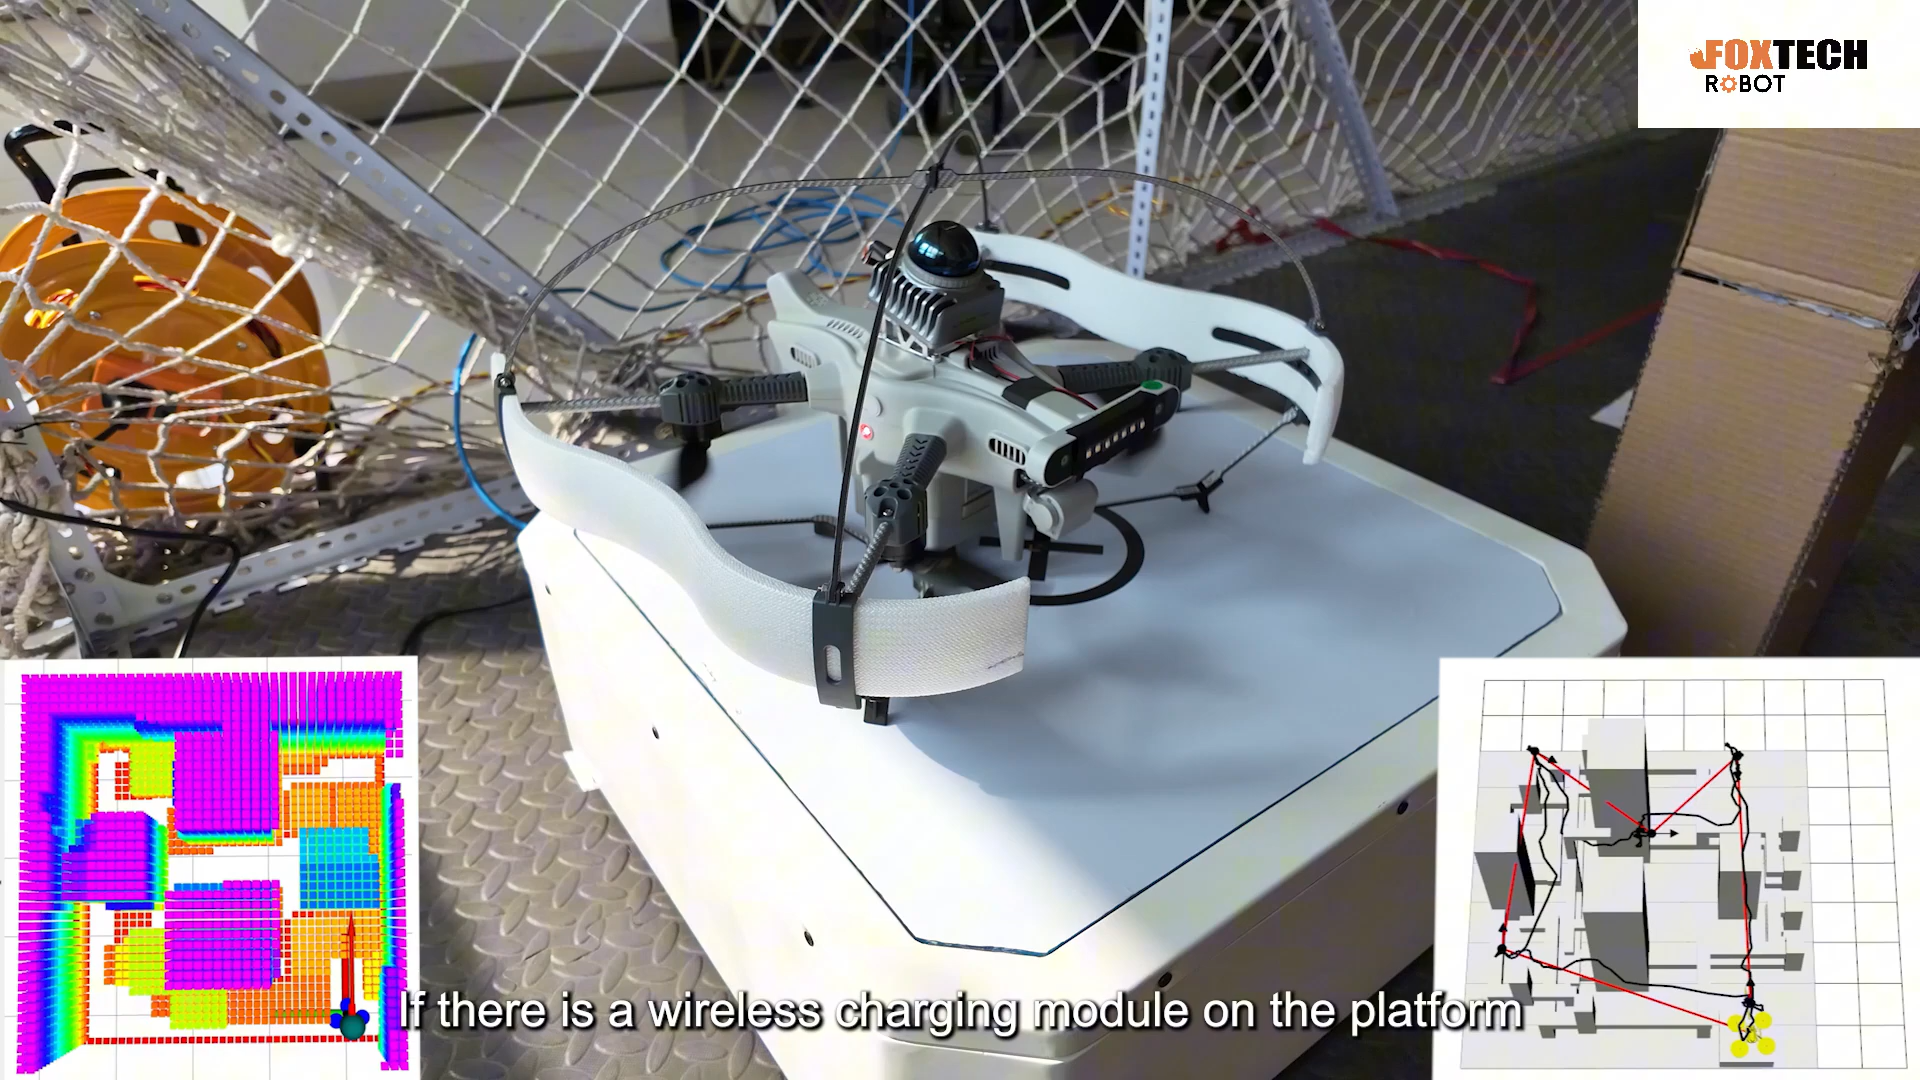 FOXTECH
ROBOT
If there is a wireless charging module on the platform